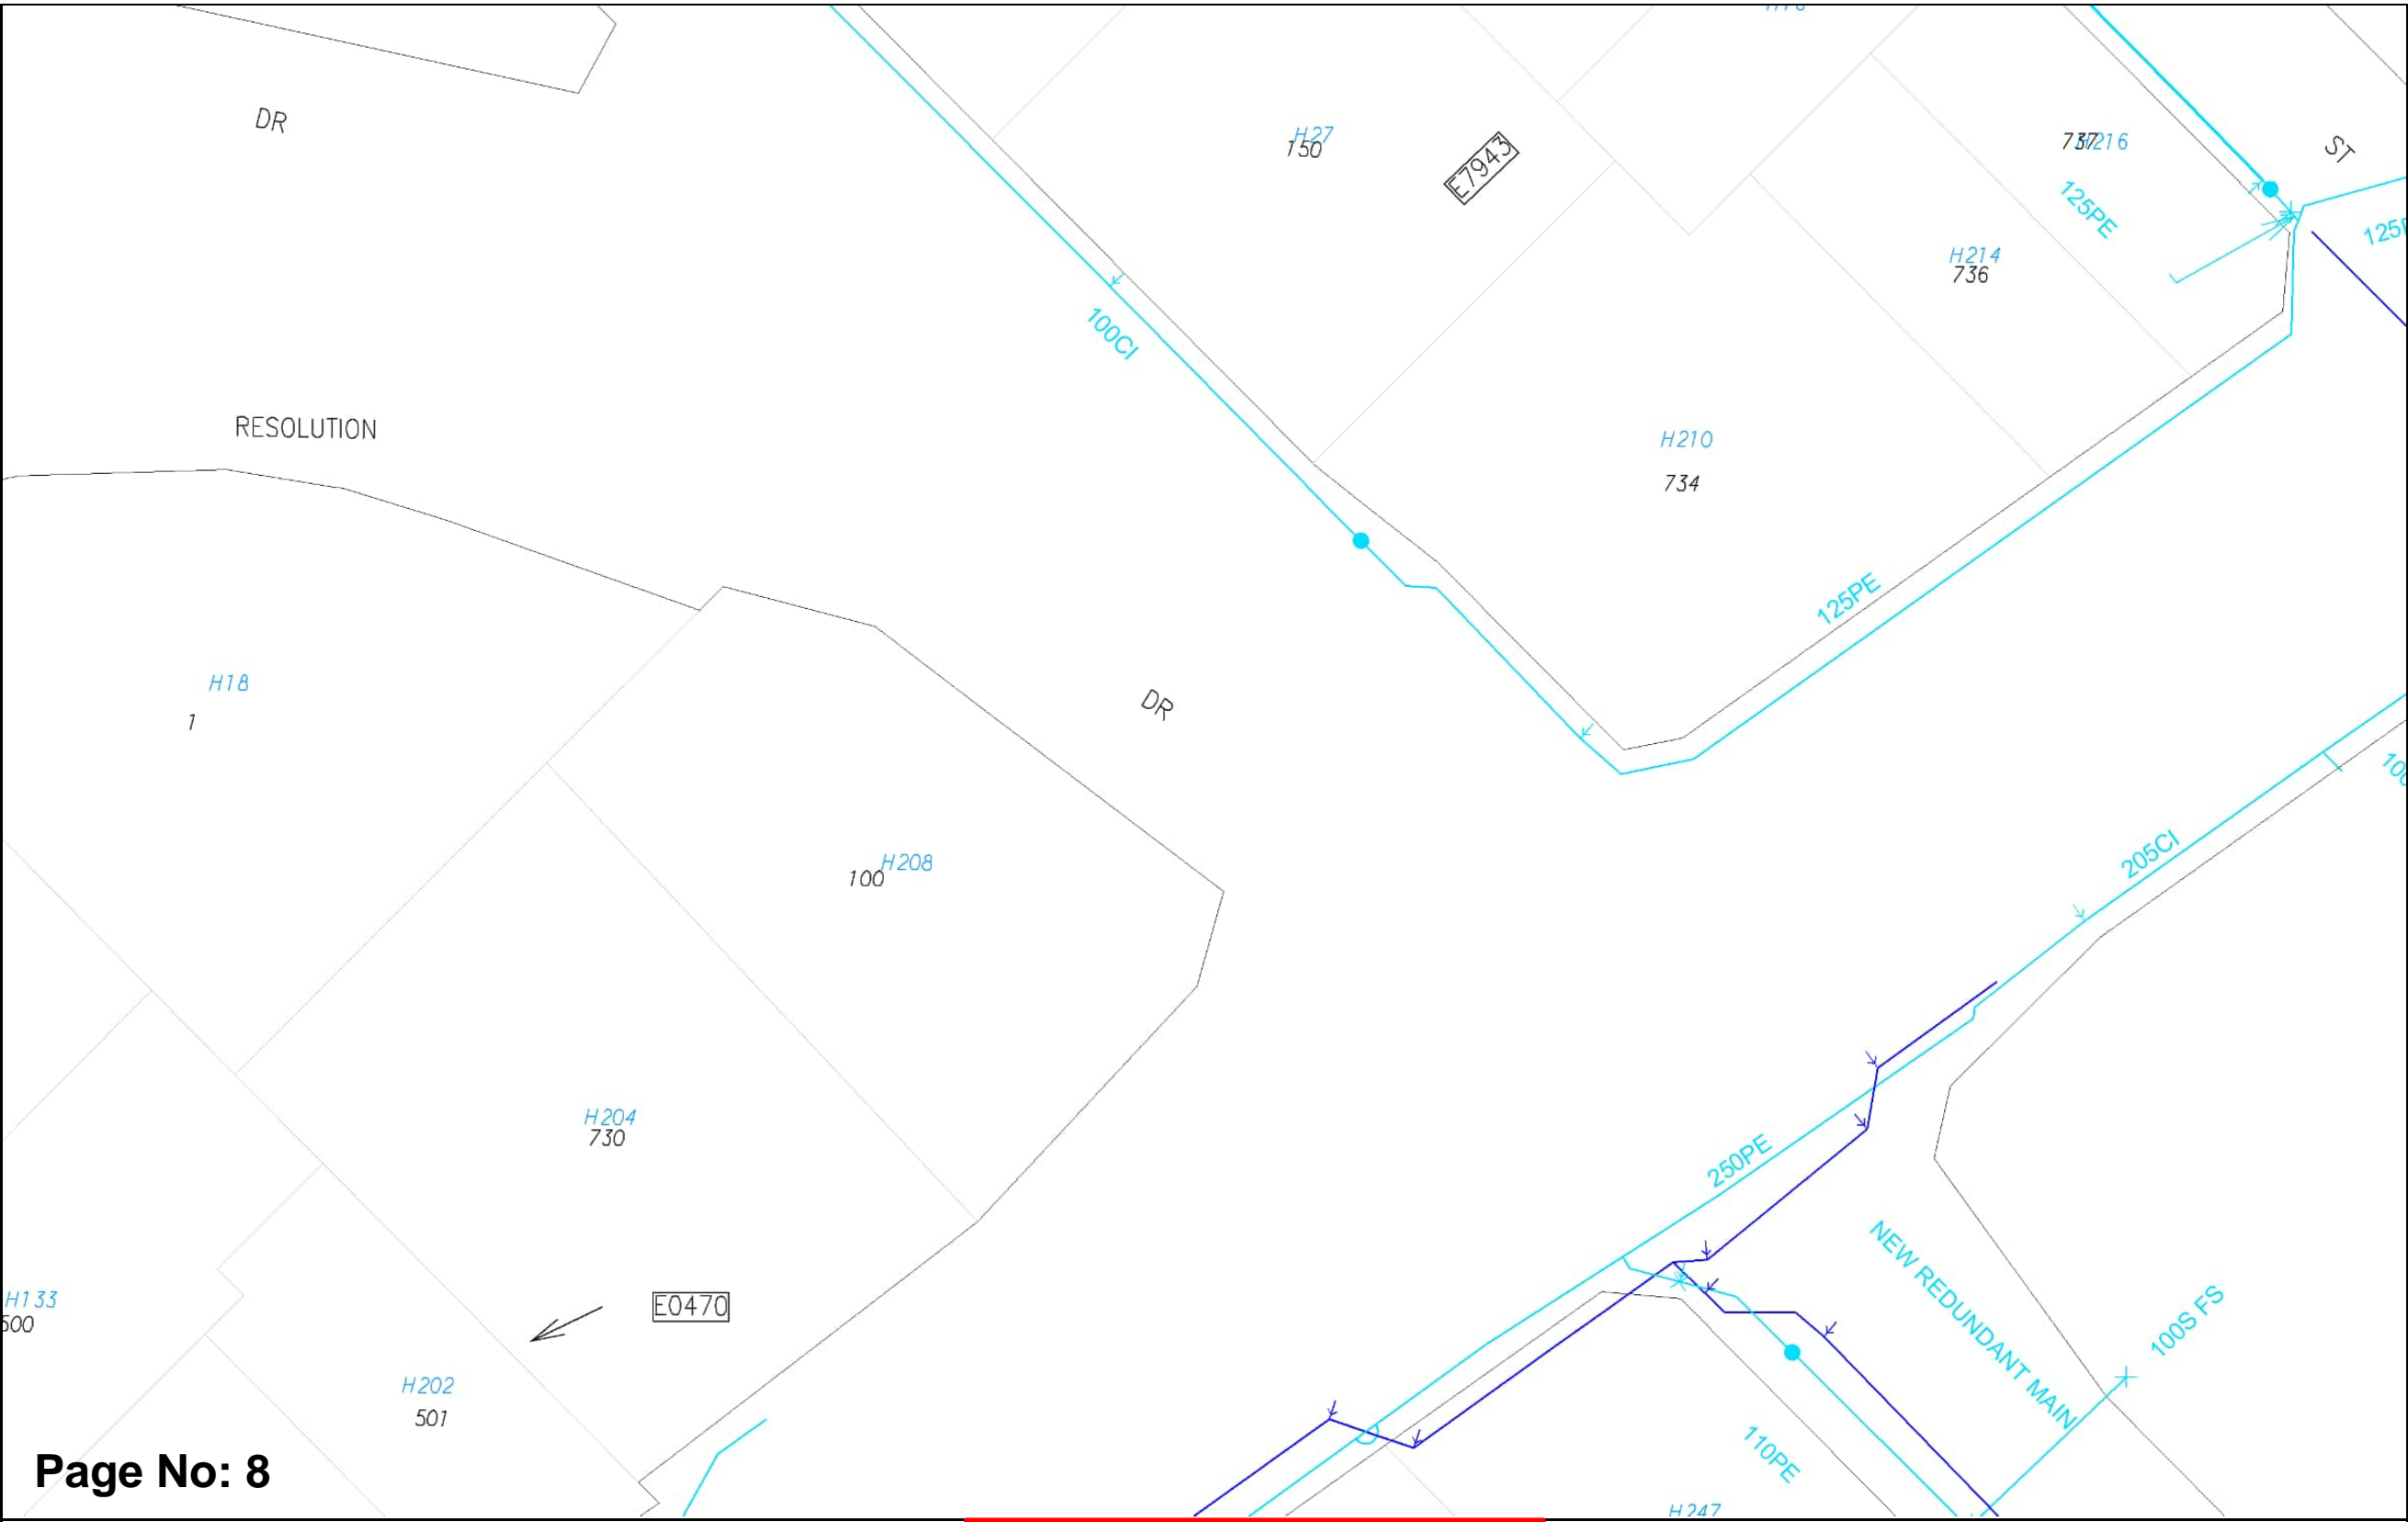 DR
H27
150
E7943
737
H216
ST
125PE
H214
736
100CI
RESOLUTION
H210
734
125PE
H18
1
DR
205CI
H208
100
H204
730
250PE
NEW REDUNDANT MAIN
100S FS
H133
500
E0470
H202
501
110PE
Page No: 8
H247